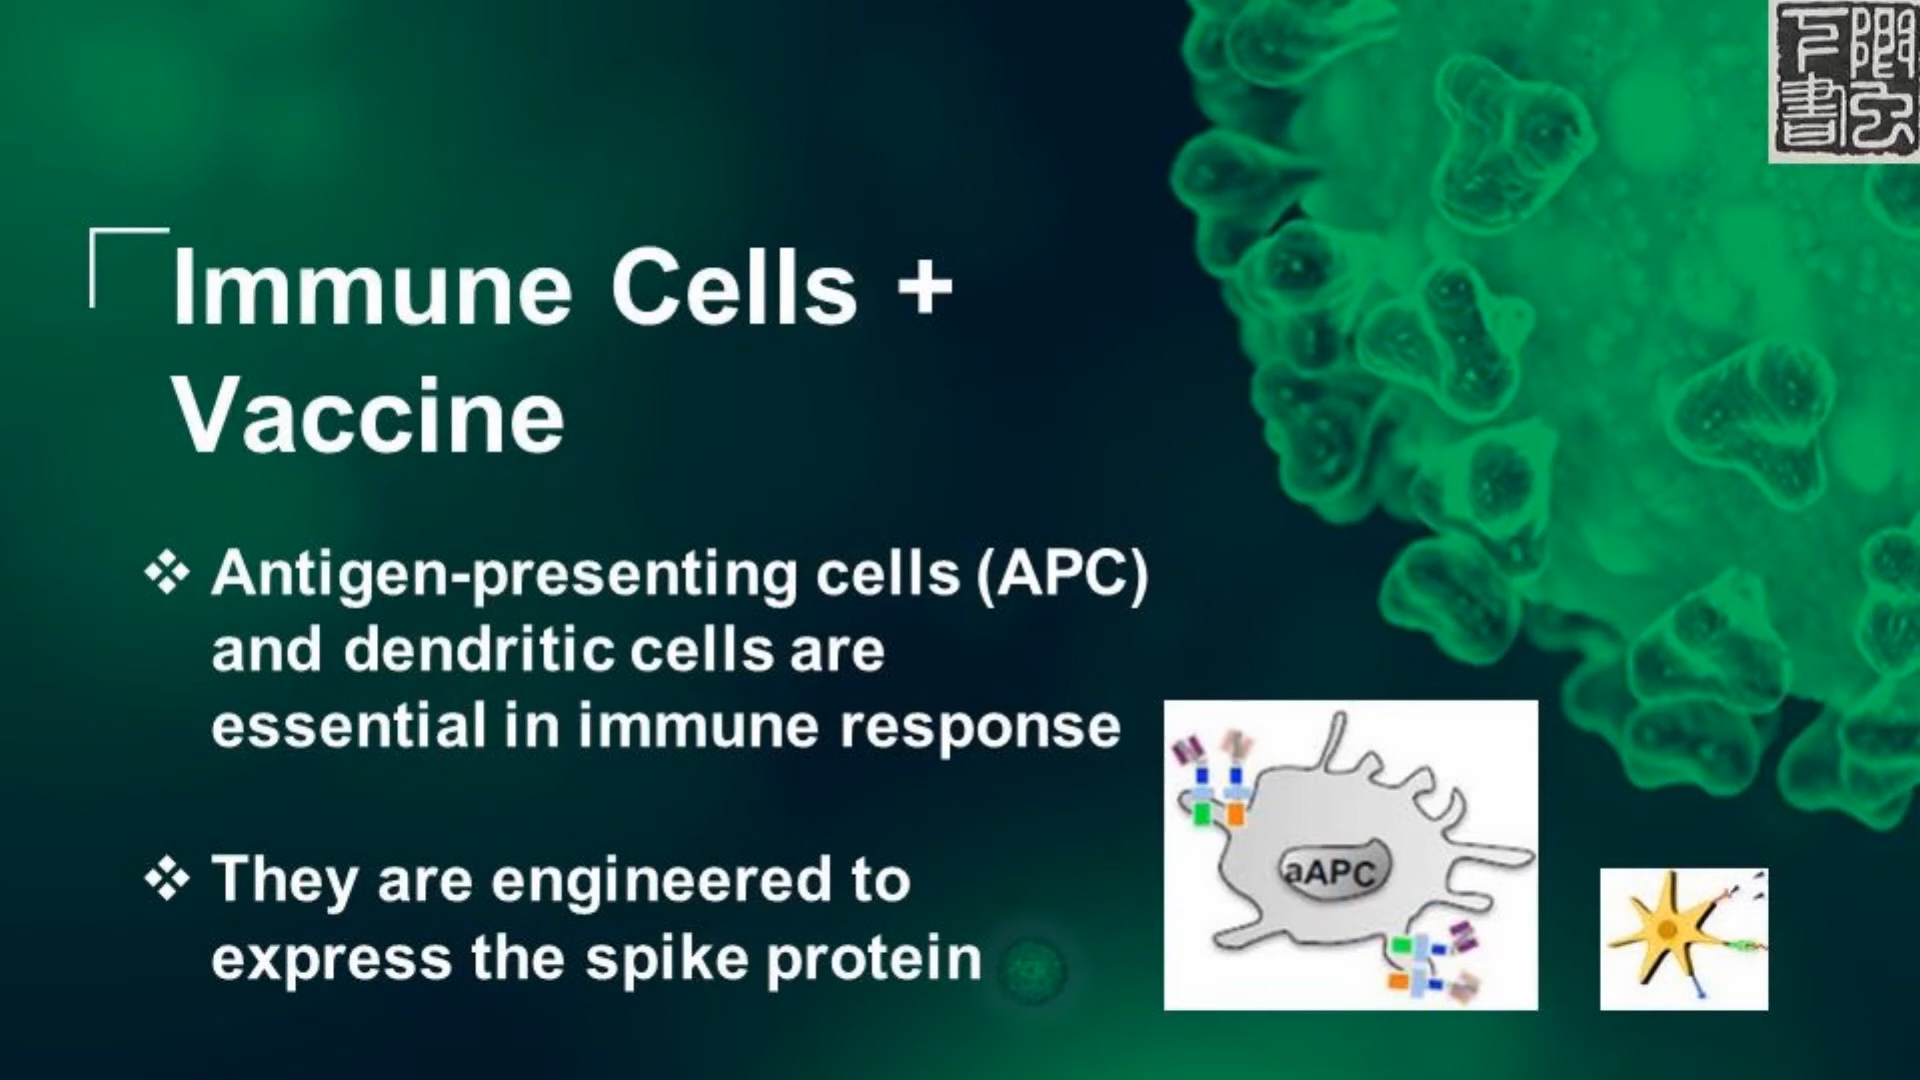 Immune Cells +
Vaccine
❖ Antigen-presenting cells (APC)
and dendritic cells are
essential in immune response
❖ They are engineered to
express the spike protein
aAPC